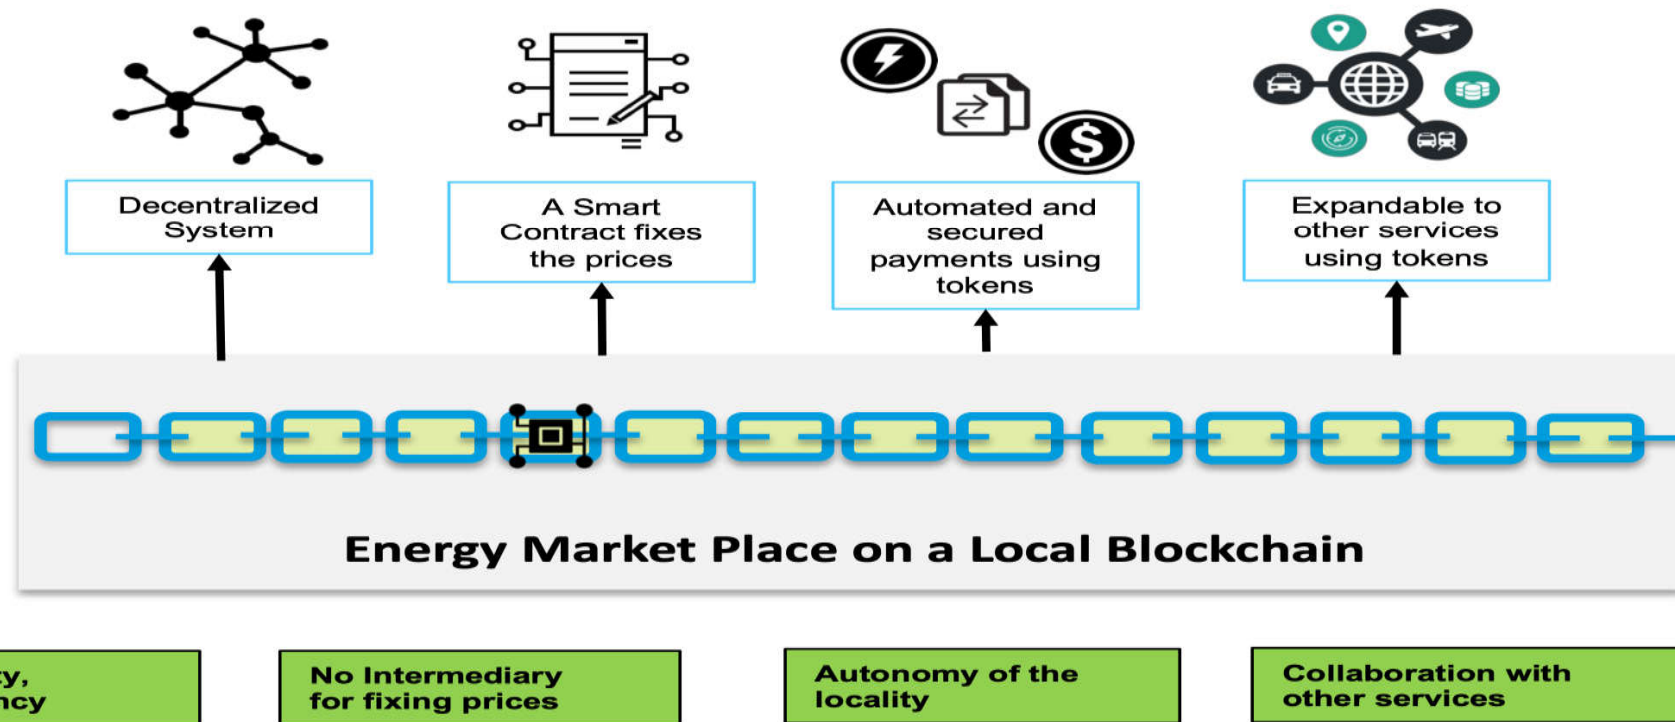 Decentralized
System
A Smart
Contract fixes
the prices
Automated and
secured
payments using
tokens
Expandable to
other services
using tokens
Energy Market Place on a Local Blockchain
No Intermediary
for fixing prices
Autonomy of the
locality
Collaboration with
other services